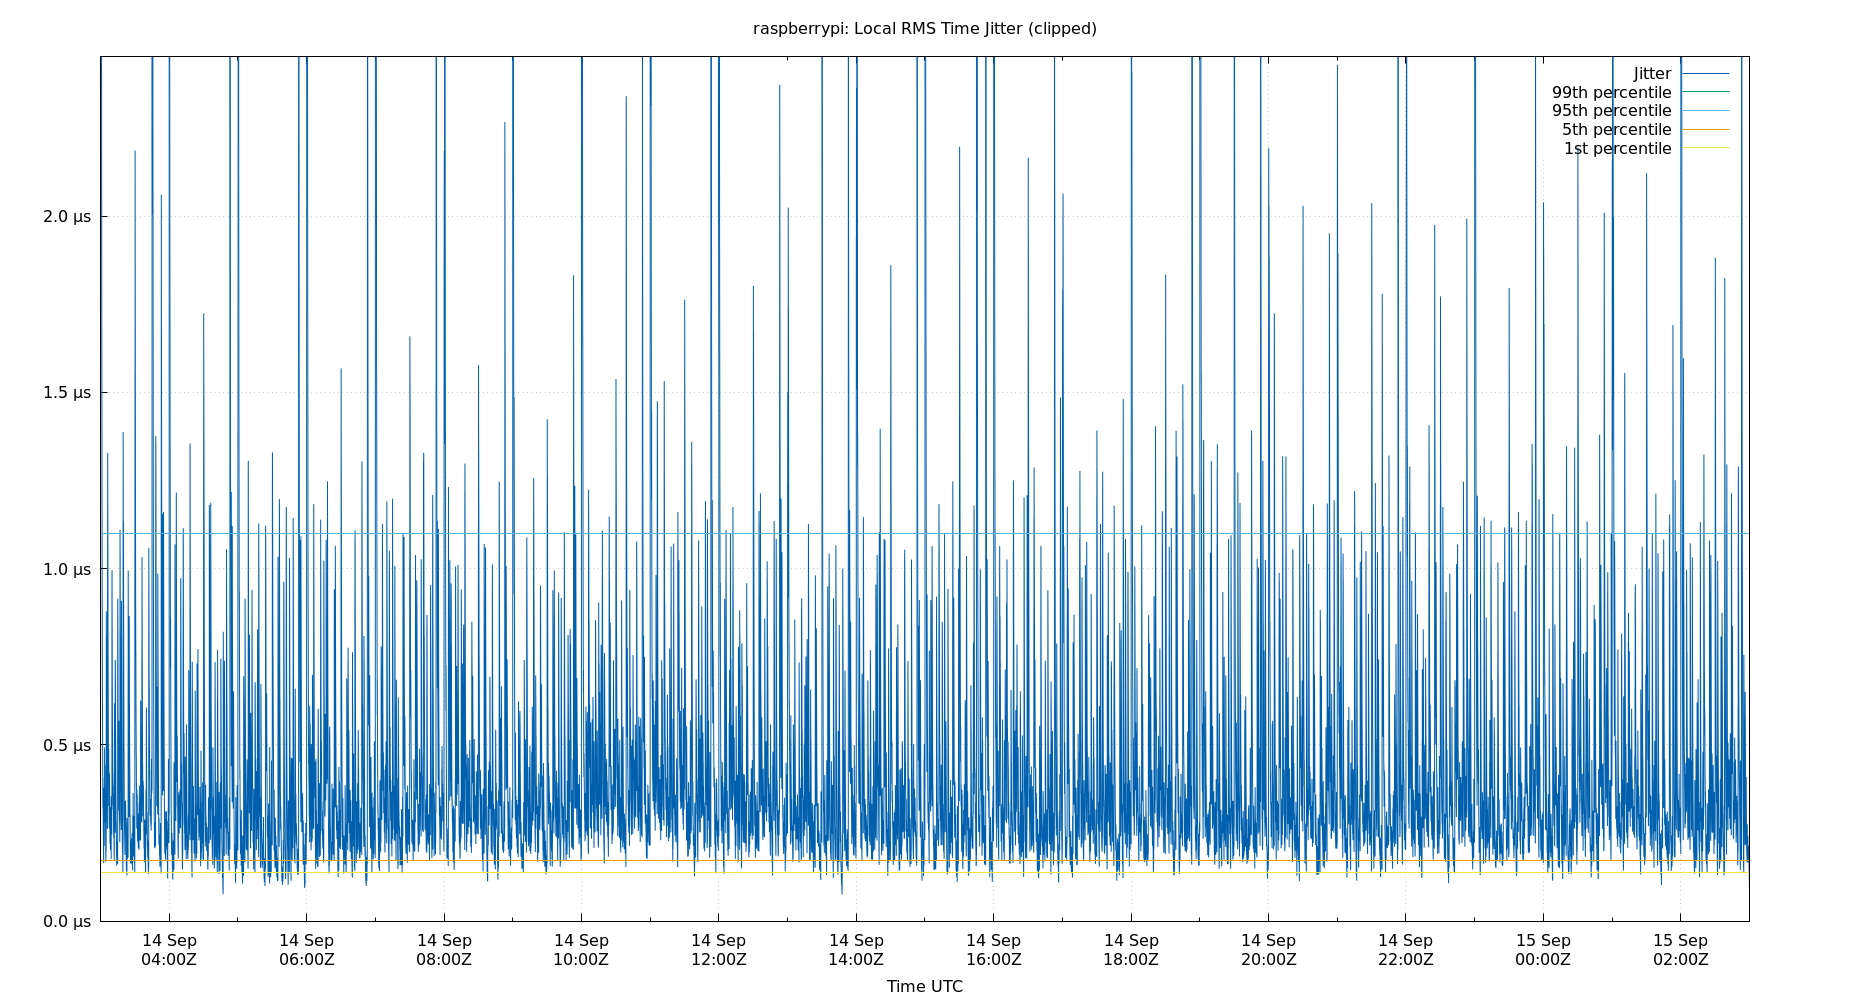 raspberrypi: Local RMS Time Jitter (clipped)
Jitter
99th percentile
95th percentile
5th percentile
1st percentile
2.0 µs
1.5 µs
1.0 µs
0.5 µs
0.0 µs
14 Sep 14 Sep 14 Sep 14 Sep 14 Sep 14 Sep 14 Sep 14 Sep 14 Sep 14 Sep 15 Sep 15 Sep
04:00Z 06:00Z 08:00Z 10:00Z 12:00Z 14:00Z 16:00Z 18:00Z 20:00Z 22:00Z 00:00Z 02:00Z
Time UTC